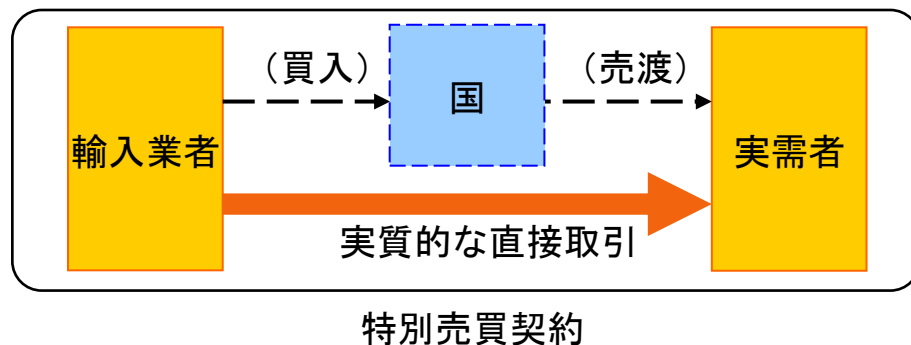 （買入）
（売渡）
国
輸入業者
実需者
実質的な直接取引
特別売買契約